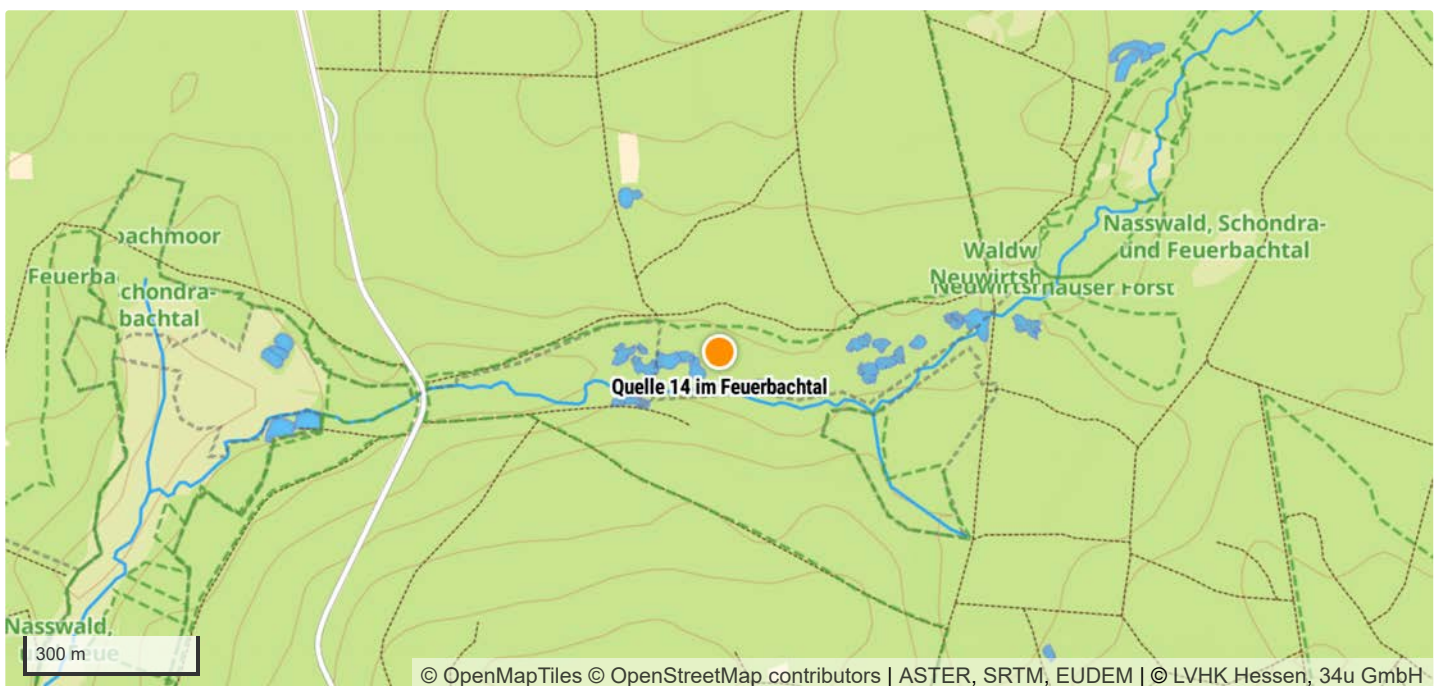 Nasswald, Schondra-
und Feuerbachtal
Waldw
Neuwirtsh
Neuwirtshäuser Forst
bachmoor
Feuerba
chondra-
bachtal
Quelle 14 im Feuerbachtal
Nasswald,
300 m
© OpenMapTiles © OpenStreetMap contributors | ASTER, SRTM, EUDEM | © LVHK Hessen, 34u GmbH